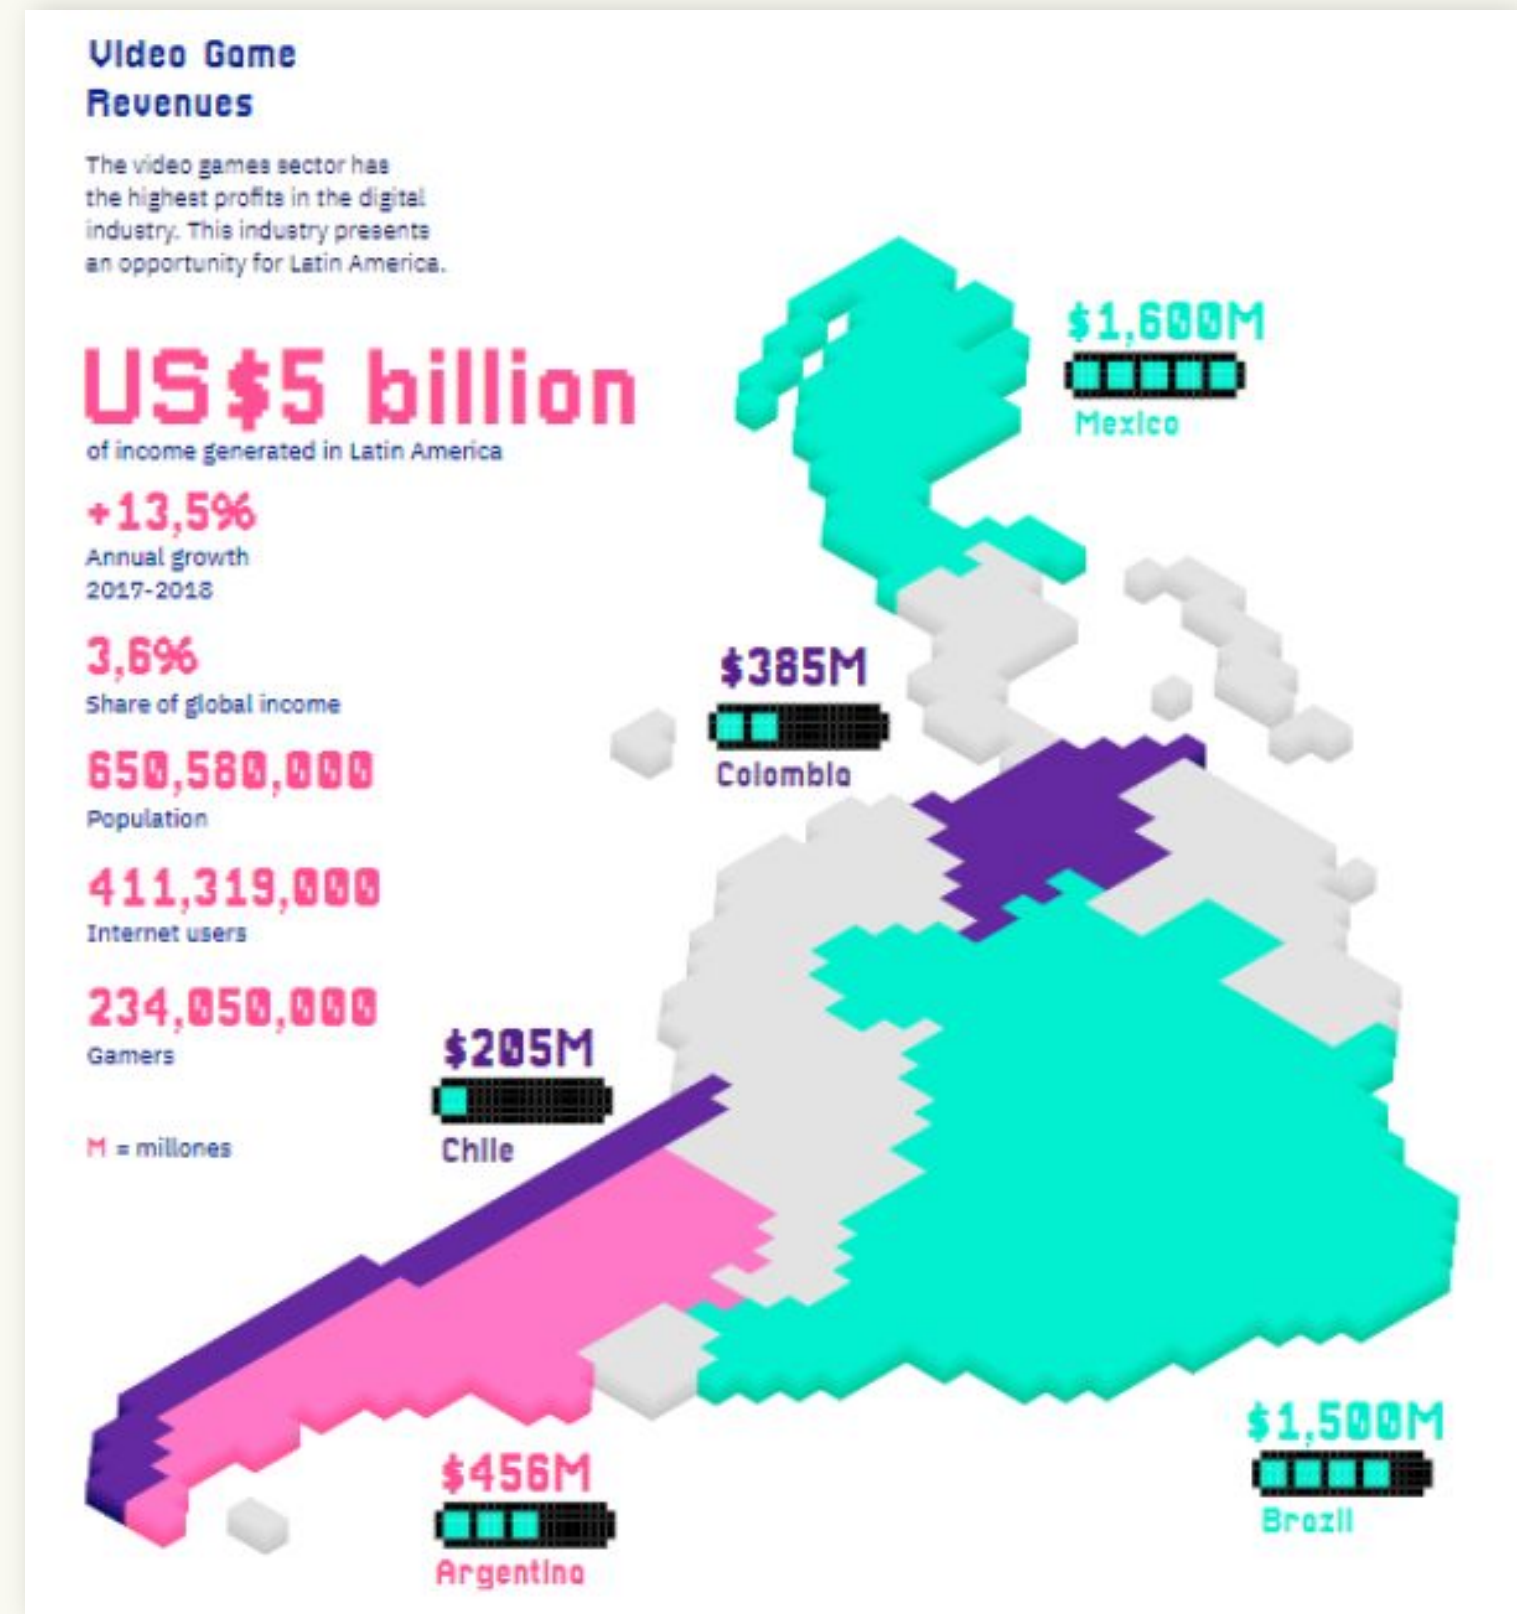 Video Game
Revenues
The video games sector has
the highest profits in the digital
industry. This industry presents
an opportunity for Latin America.
US$5 billion
of income generated in Latin America
+13,5%
Annual growth
2017-2018
3,6%
Share of global income
650,580,000
Population
411,319,000
Internet users
234,050,000
Gamers
M = millones
$1,600M
Mexico
$385M
Colombia
$205M
Chile
$456M
Argentina
$1,500M
Brazil